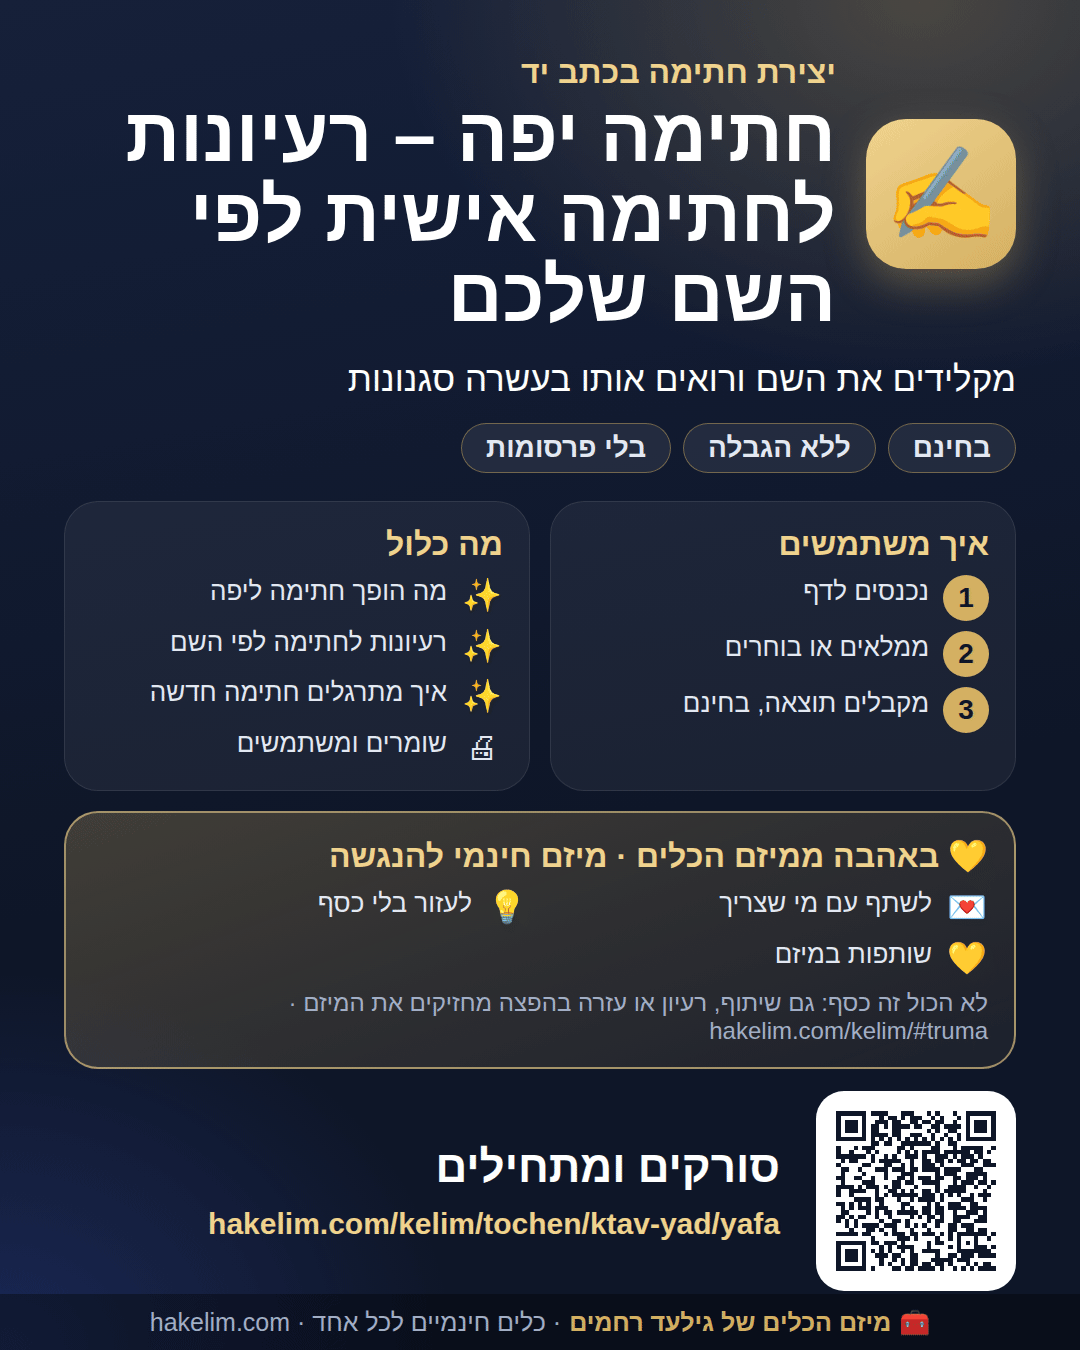 יצירת חתימה בכתב יד
חתימה יפה – רעיונות
לחתימה אישית לפי
השם שלכם
מקלידים את השם ורואים אותו בעשרה סגנונות
בחינם
ללא הגבלה
בלי פרסומות
איך משתמשים
1 נכנסים לדף
2 ממלאים או בוחרים
3 מקבלים תוצאה, בחינם
מה כלול
מה הופך חתימה ליפה
רעיונות לחתימה לפי השם
איך מתרגלים חתימה חדשה
שומרים ומשתמשים
באהבה ממיזם הכלים · מיזם חינמי להנגשה
לשתף עם מי שצריך
לעזור בלי כסף
שותפות במיזם
לא הכול זה כסף: גם שיתוף, רעיון או עזרה בהפצה מחזיקים את המיזם ·
hakelim.com/kelim/#truma
סורקים ומתחילים
hakelim.com/kelim/tochen/ktav-yad/yafa
מיזם הכלים של גילעד רחמים · כלים חינמיים לכל אחד · hakelim.com